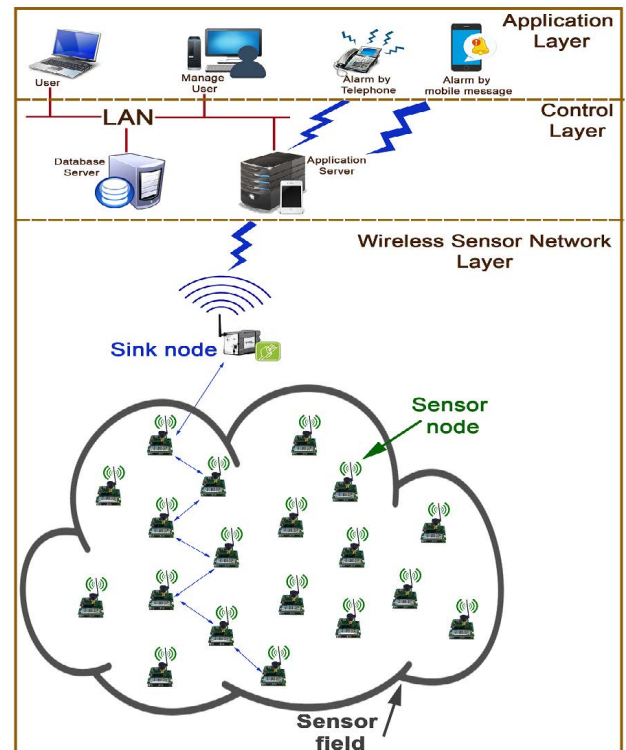 Application
Layer
User
Manage
User
Alarm by
Telephone
Alarm by
mobile message
LAN
Control
Layer
Database
Server
Application
Server
Wireless Sensor Network
Layer
Sink node
Sensor
node
Sensor
field